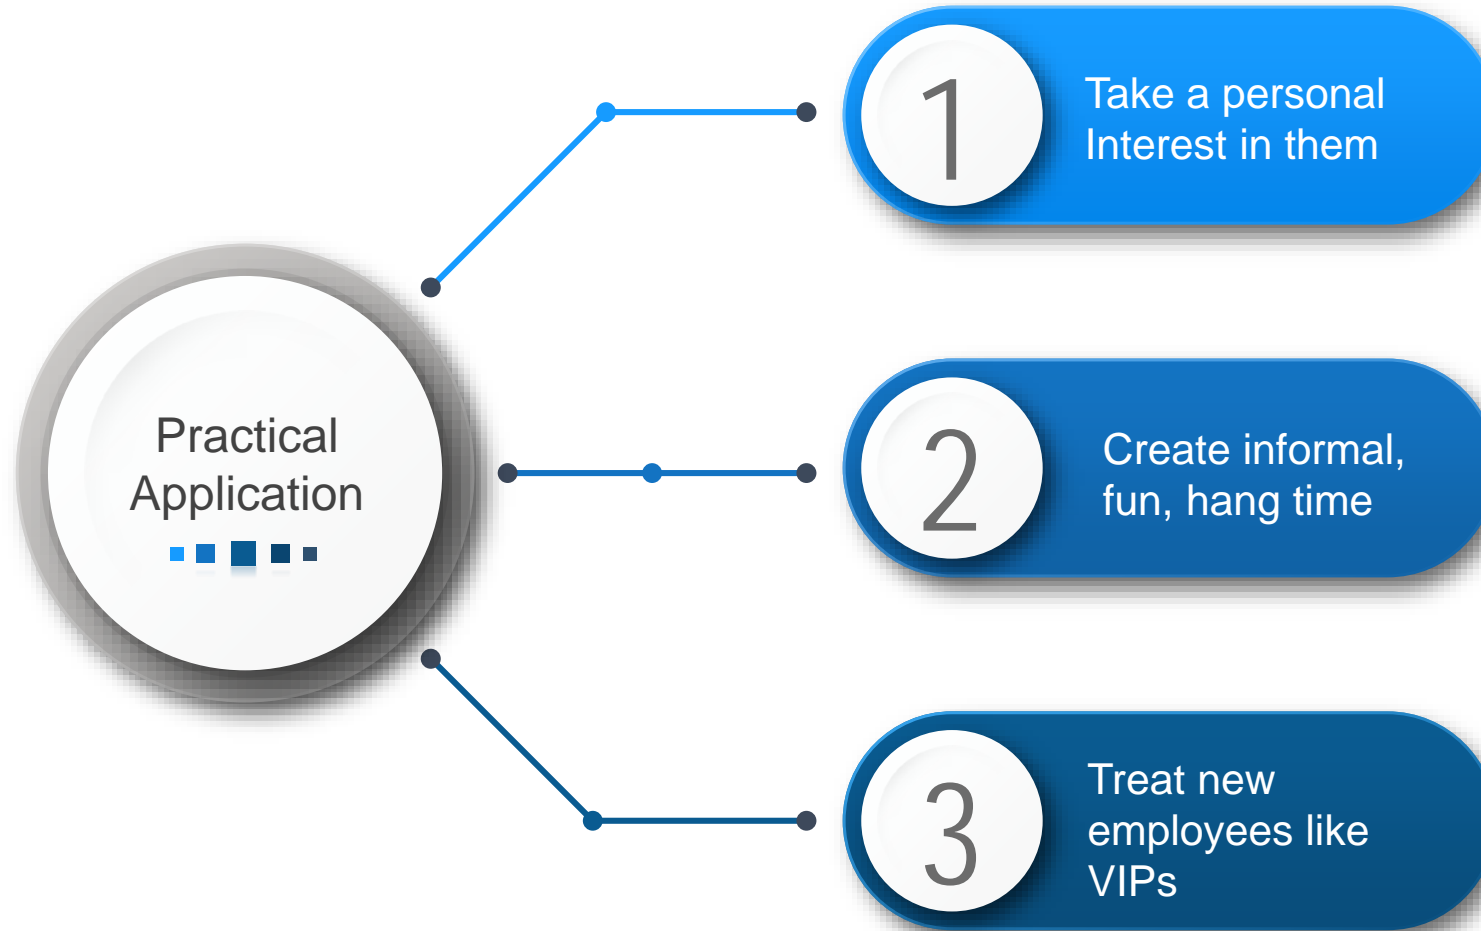 Practical
Application
1
Take a personal
Interest in them
2
Create informal,
fun, hang time
3
Treat new
employees like
VIPs